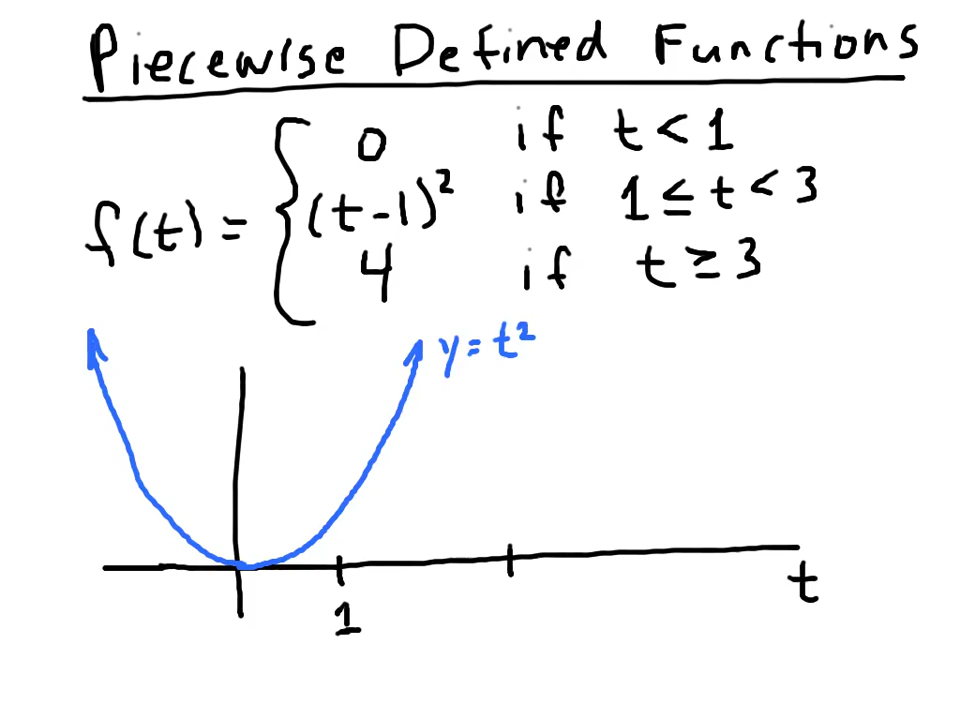 Piecewise Defined Functions
0 if t < 1
f(t) = { (t-1)² if 1 ≤ t < 3
4 if t ≥ 3
y = t²
t
1